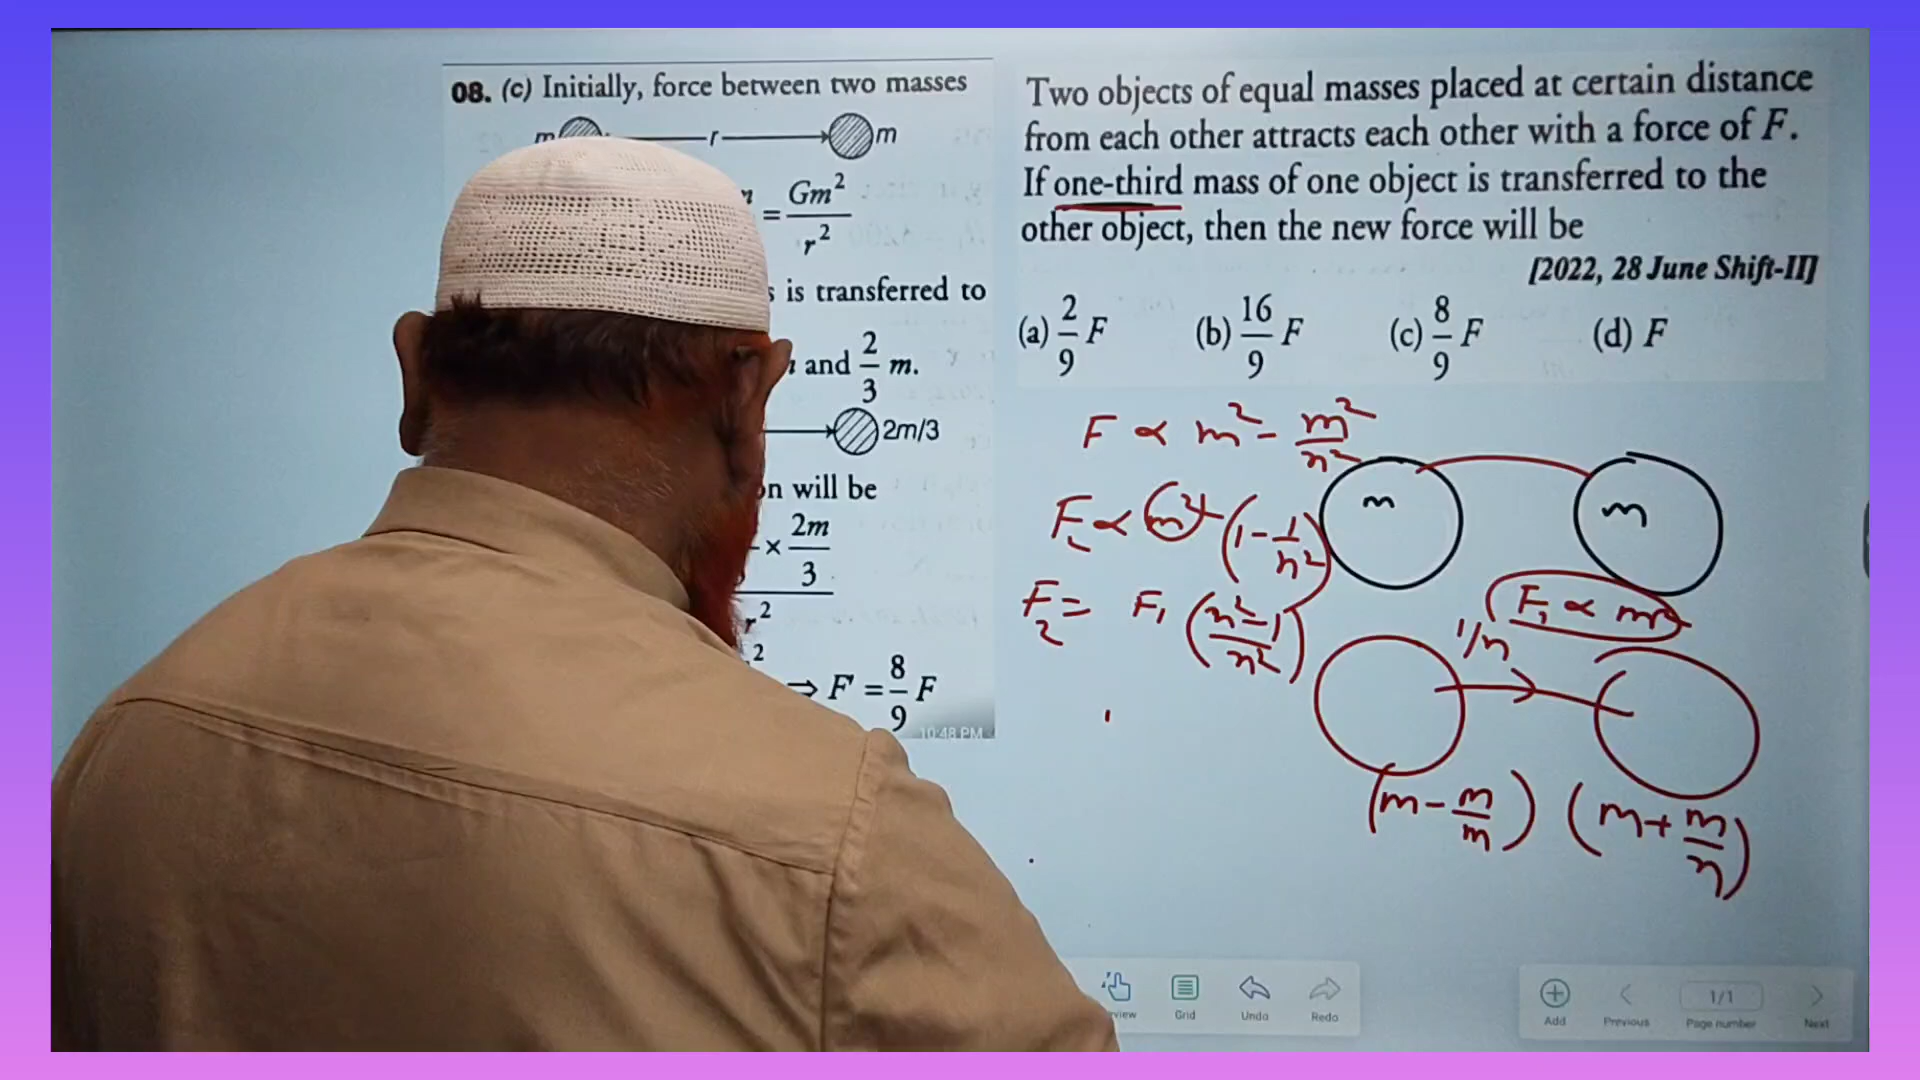 08. (c) Initially, force between two masses
m r m
= Gm²/r²
is transferred to
and 2/3 m.
2m/3
n will be
× 2m/3
r²
2
⇒ F' = 8/9 F
10:48 PM
Two objects of equal masses placed at certain distance
from each other attracts each other with a force of F.
If one-third mass of one object is transferred to the
other object, then the new force will be
[2022, 28 June Shift-II]
(a) 2/9 F (b) 16/9 F (c) 8/9 F (d) F
F ∝ m² - m²/n²
m m
F₂ ∝ m² (1 - 1/n²)
F₁ ∝ m²
F₂ = F₁ (n²-1/n²)
1/n
(m - m/n) (m + m/n)
view Grid Undo Redo
Add Previous 1/1 Page number Next